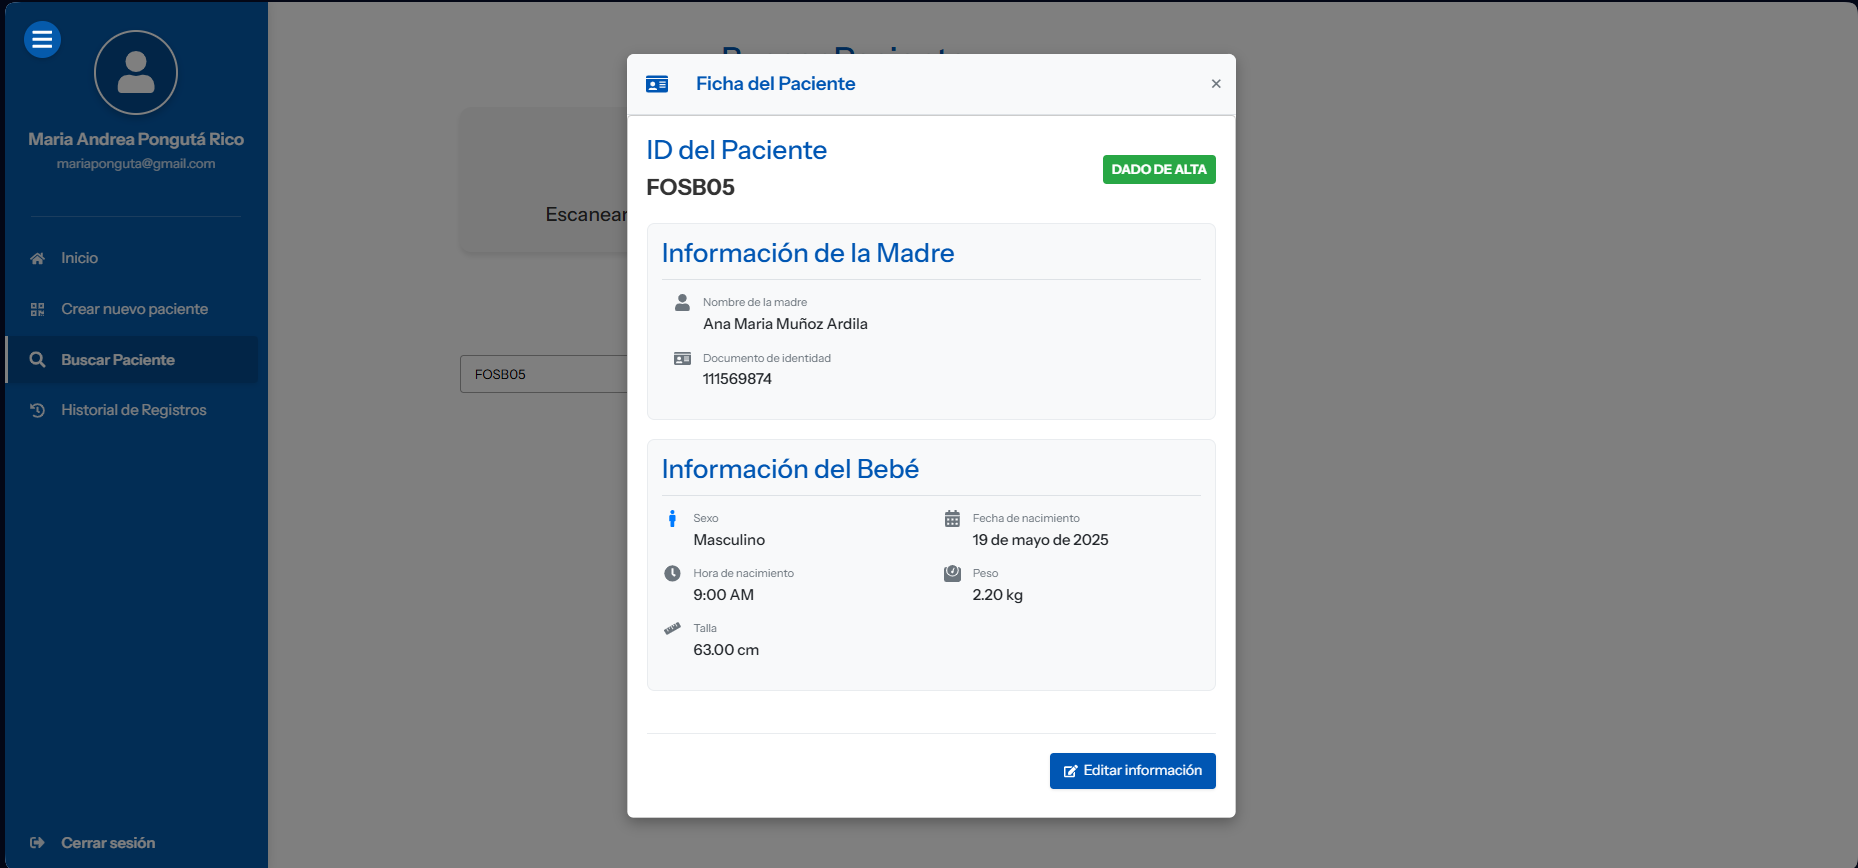 Maria Andrea Pongutá Rico
mariaponguta@gmail.com
Inicio
Crear nuevo paciente
Buscar Paciente
Historial de Registros
Cerrar sesión
Escanear
FOSB05
Ficha del Paciente
×
ID del Paciente
FOSB05
DADO DE ALTA
Información de la Madre
Nombre de la madre
Ana Maria Muñoz Ardila
Documento de identidad
111569874
Información del Bebé
Sexo
Masculino
Fecha de nacimiento
19 de mayo de 2025
Hora de nacimiento
9:00 AM
Peso
2.20 kg
Talla
63.00 cm
Editar información